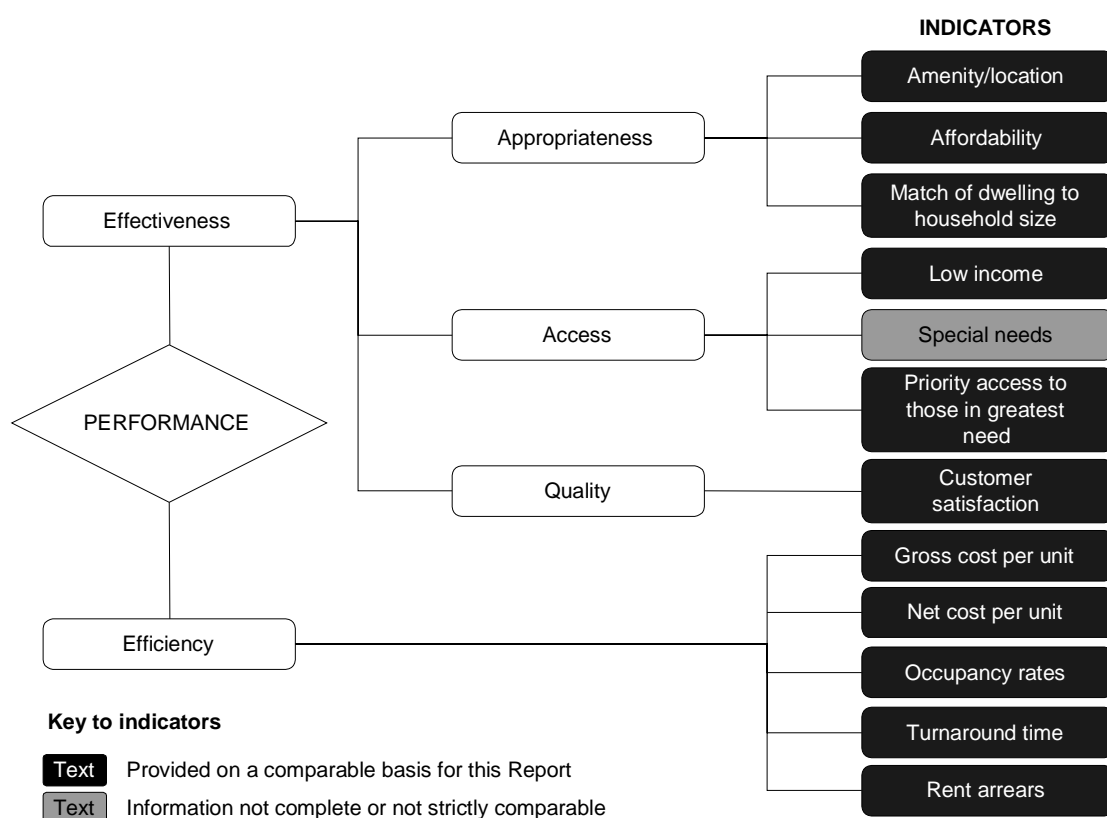 INDICATORS
Amenity/location
Appropriateness
Affordability
Match of dwelling to
household size
Effectiveness
Low income
Access
Special needs
Priority access to
those in greatest
need
PERFORMANCE
Quality
Customer
satisfaction
Gross cost per unit
Net cost per unit
Efficiency
Occupancy rates
Turnaround time
Rent arrears
Key to indicators
Text Provided on a comparable basis for this Report
Text Information not complete or not strictly comparable